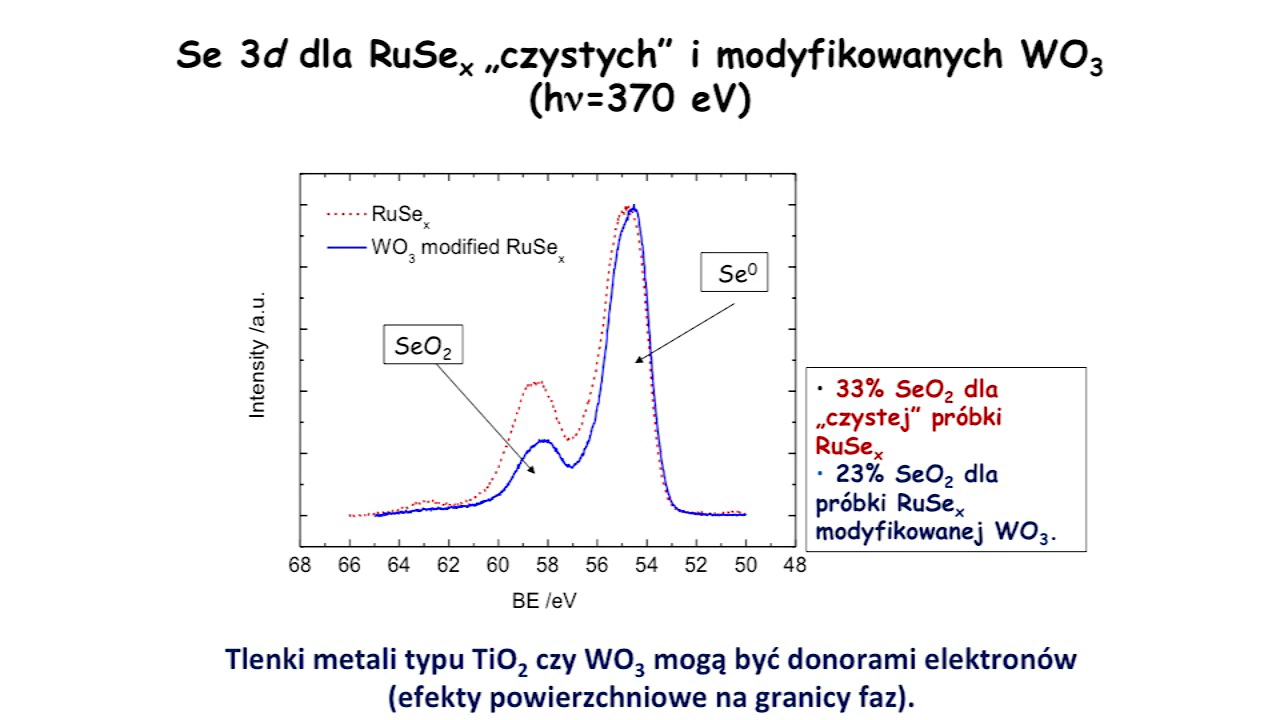 Se 3d dla RuSeₓ „czystych” i modyfikowanych WO₃
(hν=370 eV)
RuSeₓ
WO₃ modified RuSeₓ
Se⁰
SeO₂
Intensity /a.u.
· 33% SeO₂ dla
„czystej” próbki
RuSeₓ
· 23% SeO₂ dla
próbki RuSeₓ
modyfikowanej WO₃.
68 66 64 62 60 58 56 54 52 50 48
BE /eV
Tlenki metali typu TiO₂ czy WO₃ mogą być donorami elektronów
(efekty powierzchniowe na granicy faz).